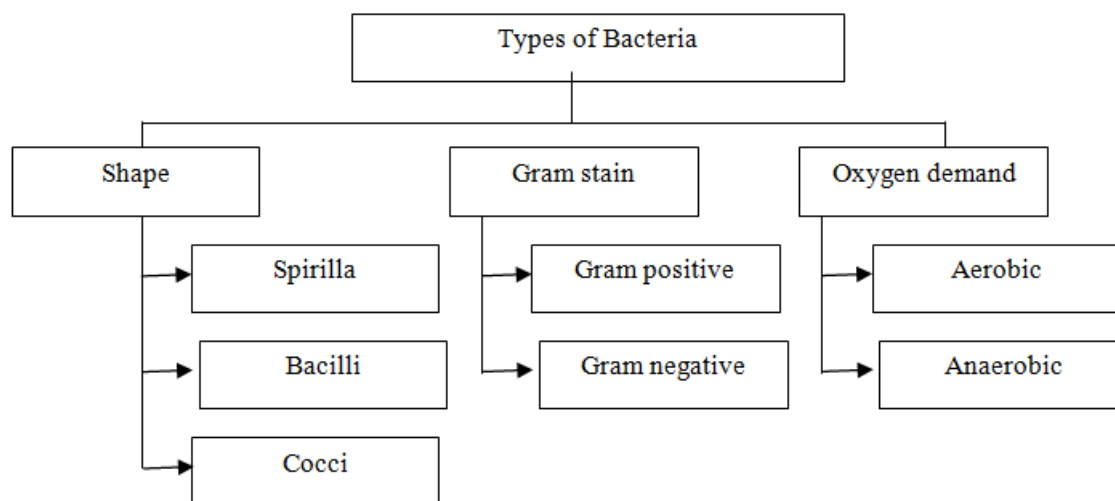 Types of Bacteria
Shape
Gram stain
Oxygen demand
Spirilla
Gram positive
Aerobic
Bacilli
Gram negative
Anaerobic
Cocci